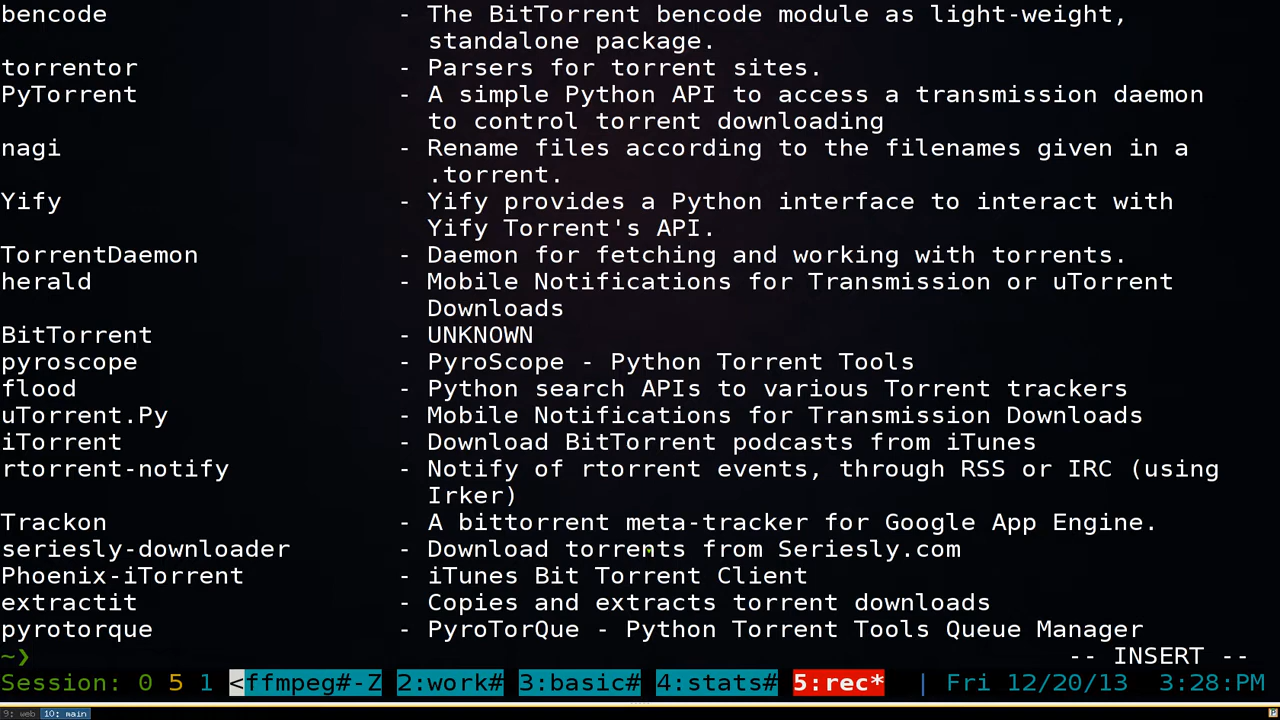 bencode - The BitTorrent bencode module as light-weight,
standalone package.
torrentor - Parsers for torrent sites.
PyTorrent - A simple Python API to access a transmission daemon
to control torrent downloading
nagi - Rename files according to the filenames given in a
.torrent.
Yify - Yify provides a Python interface to interact with
Yify Torrent's API.
TorrentDaemon - Daemon for fetching and working with torrents.
herald - Mobile Notifications for Transmission or uTorrent
Downloads
BitTorrent - UNKNOWN
pyroscope - PyroScope - Python Torrent Tools
flood - Python search APIs to various Torrent trackers
uTorrent.Py - Mobile Notifications for Transmission Downloads
iTorrent - Download BitTorrent podcasts from iTunes
rtorrent-notify - Notify of rtorrent events, through RSS or IRC (using
Irker)
Trackon - A bittorrent meta-tracker for Google App Engine.
seriesly-downloader - Download torrents from Seriesly.com
Phoenix-iTorrent - iTunes Bit Torrent Client
extractit - Copies and extracts torrent downloads
pyrotorque - PyroTorQue - Python Torrent Tools Queue Manager
~❯ -- INSERT --
Session: 0 5 1 <ffmpeg#-Z 2:work# 3:basic# 4:stats# 5:rec* | Fri 12/20/13 3:28:PM
9: web 10: main